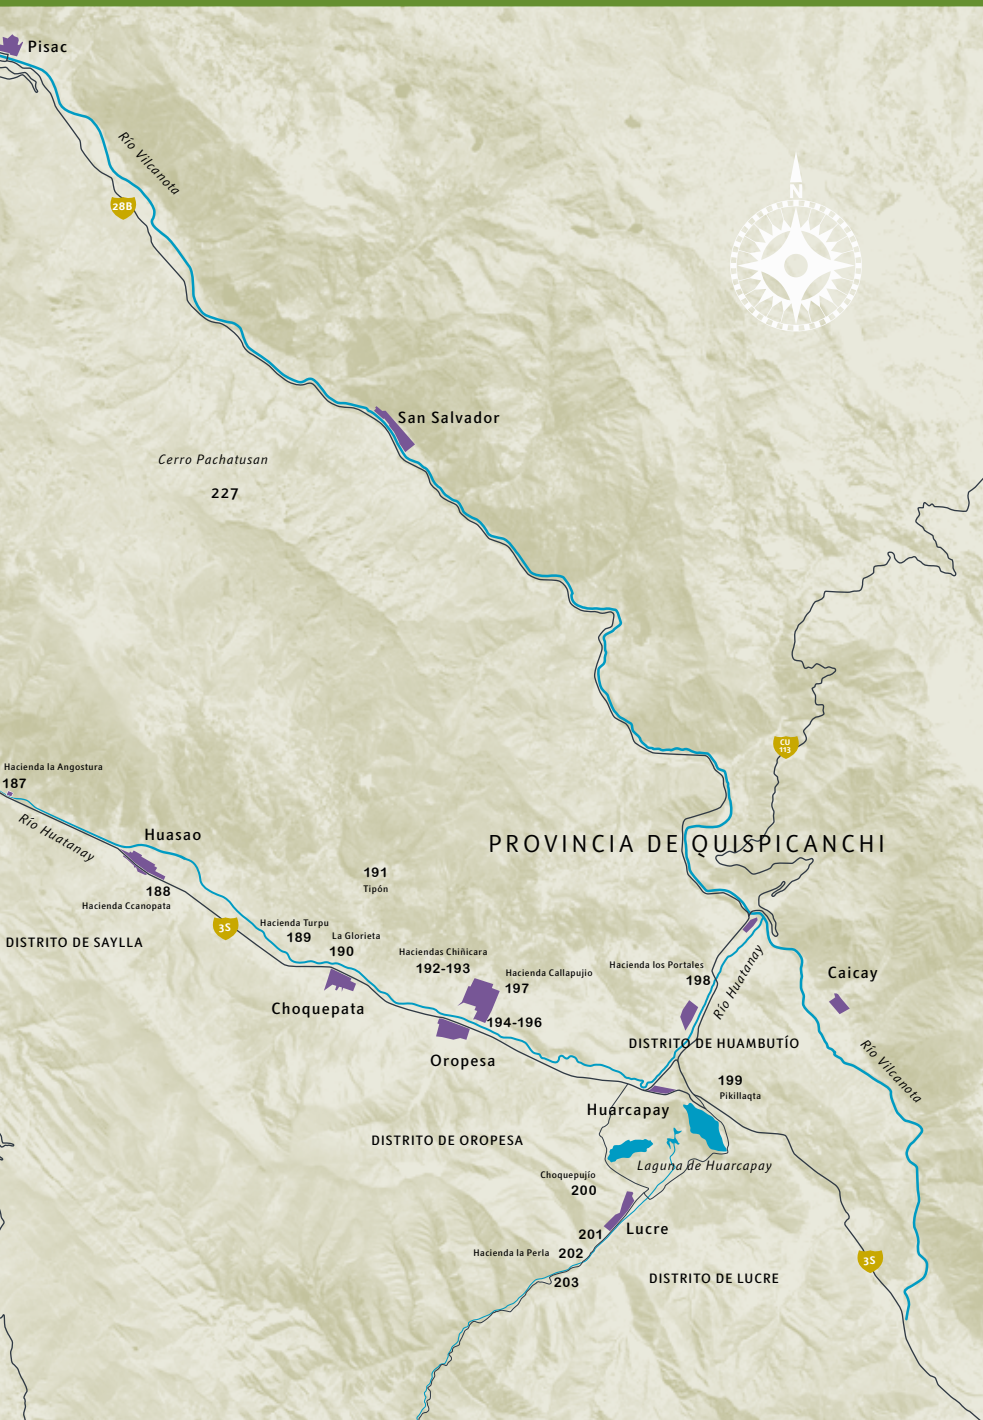 Pisac
Río Vilcanota
N
28B
San Salvador
Cerro Pachatusan
227
CU
113
Hacienda la Angostura
187
Río Huatanay
Huasao
PROVINCIA DE QUISPICANCHI
191
Tipón
188
Hacienda Ccanopata
3S
Hacienda Turpu
189
La Glorieta
190
DISTRITO DE SAYLLA
Haciendas Chiñicara
192-193
Hacienda Callapujio
197
Hacienda los Portales
198
Río Huatanay
Caicay
Choquepata
194-196
Oropesa
DISTRITO DE HUAMBUTÍO
Río Vilcanota
199
Pikillaqta
Huarcapay
DISTRITO DE OROPESA
Laguna de Huarcapay
Choquepujío
200
201
Lucre
Hacienda la Perla
202
203
DISTRITO DE LUCRE
3S